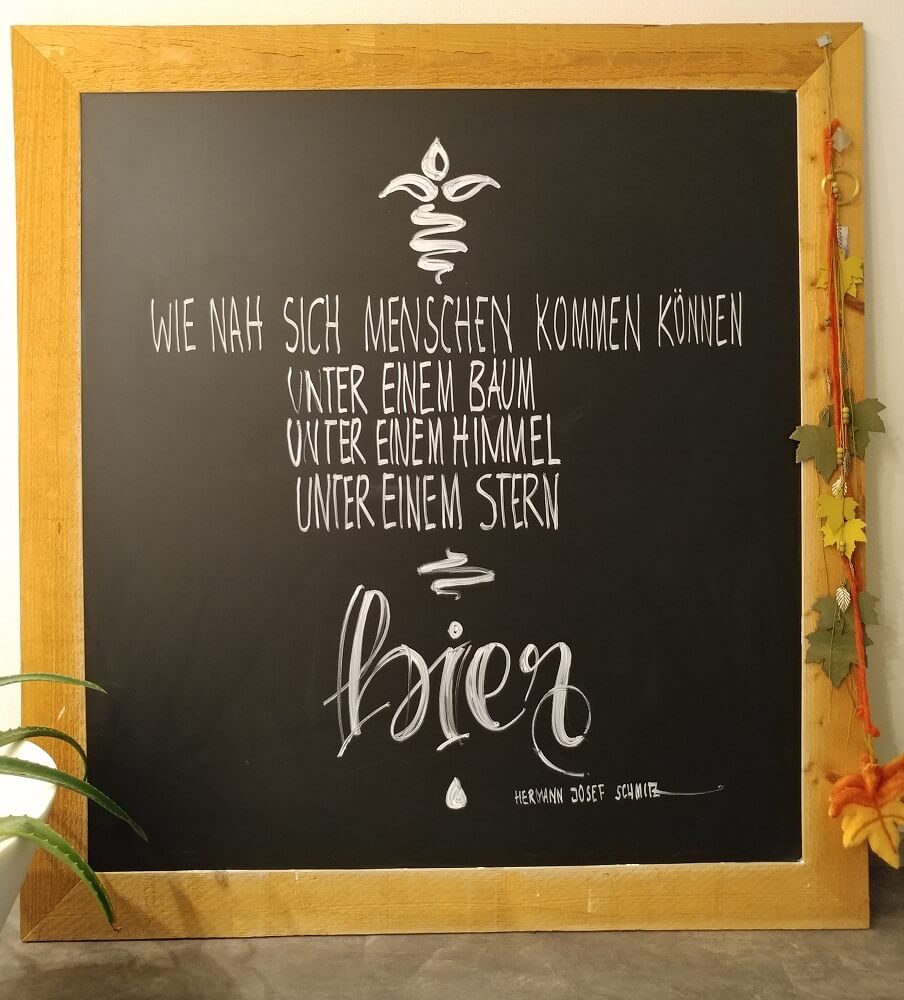 WIE NAH SICH MENSCHEN KOMMEN KÖNNEN
UNTER EINEM BAUM
UNTER EINEM HIMMEL
UNTER EINEM STERN
hier
HERMANN JOSEF SCHMITZ